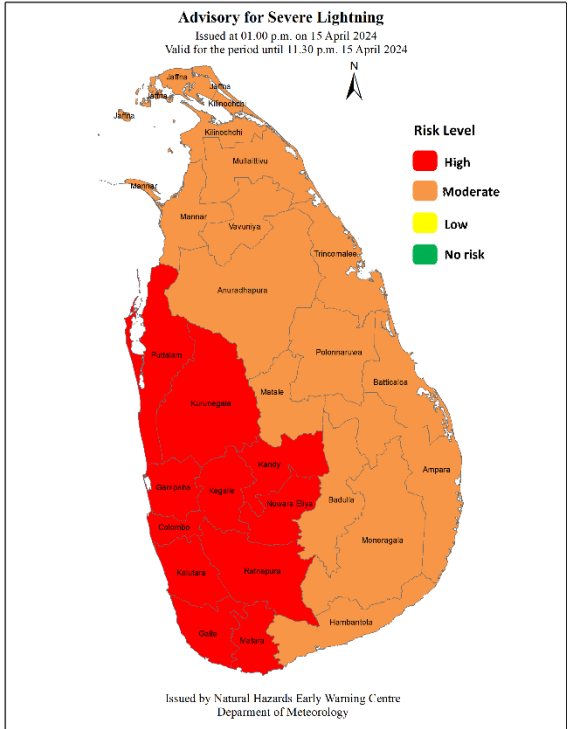 Advisory for Severe Lightning
Issued at 01.00 p.m. on 15 April 2024
Valid for the period until 11.30 p.m. 15 April 2024
N
Jaffna
Jaffna
Jaffna
Kilinochchi
Jaffna
Kilinochchi
Mullaittivu
Mannar
Mannar
Vavuniya
Trincomalee
Anuradhapura
Risk Level
High
Moderate
Low
No risk
Puttalam
Polonnaruwa
Batticaloa
Kurunegala
Matale
Kandy
Ampara
Gampaha
Kegalle
Nuwara Eliya
Badulla
Colombo
Monaragala
Kalutara
Ratnapura
Hambantota
Galle
Matara
Issued by Natural Hazards Early Warning Centre
Deparment of Meteorology